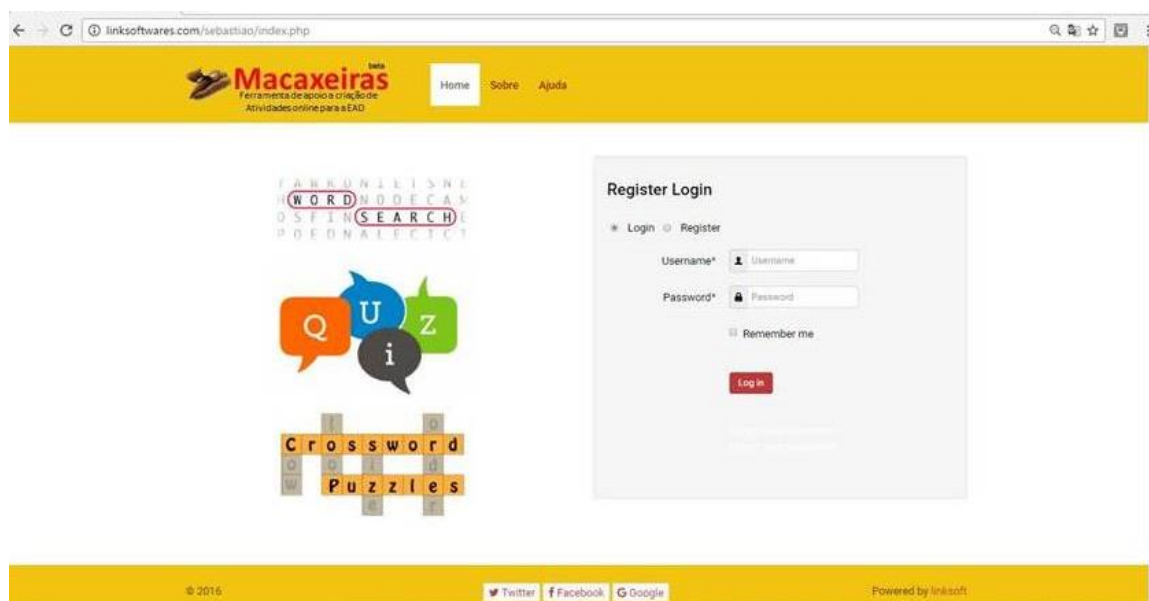 linksoftwares.com/sebastiao/index.php
beta
Macaxeiras
Ferramenta de apoio a criação de
Atividades online para a EAD
Home Sobre Ajuda
WORD
SEARCH
QUiZ
Crossword
Puzzles
Register Login
Login Register
Username* Username
Password* Password
Remember me
Log in
© 2016
Twitter Facebook G Google
Powered by linksoft